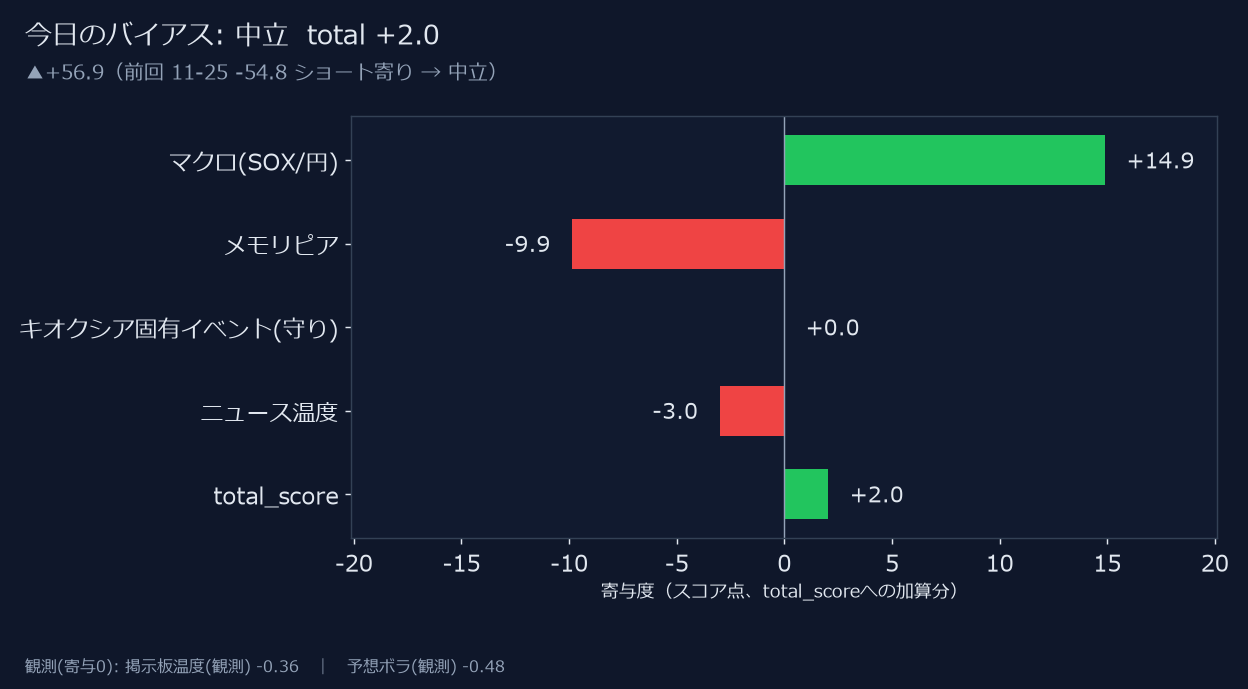 今日のバイアス: 中立 total +2.0
▲+56.9（前回 11-25 -54.8 ショート寄り → 中立）
マクロ(SOX/円) +14.9
メモリピア -9.9
キオクシア固有イベント(守り) +0.0
ニュース温度 -3.0
total_score +2.0
-20 -15 -10 -5 0 5 10 15 20
寄与度（スコア点、total_scoreへの加算分）
観測(寄与0): 掲示板温度(観測) -0.36 | 予想ボラ(観測) -0.48